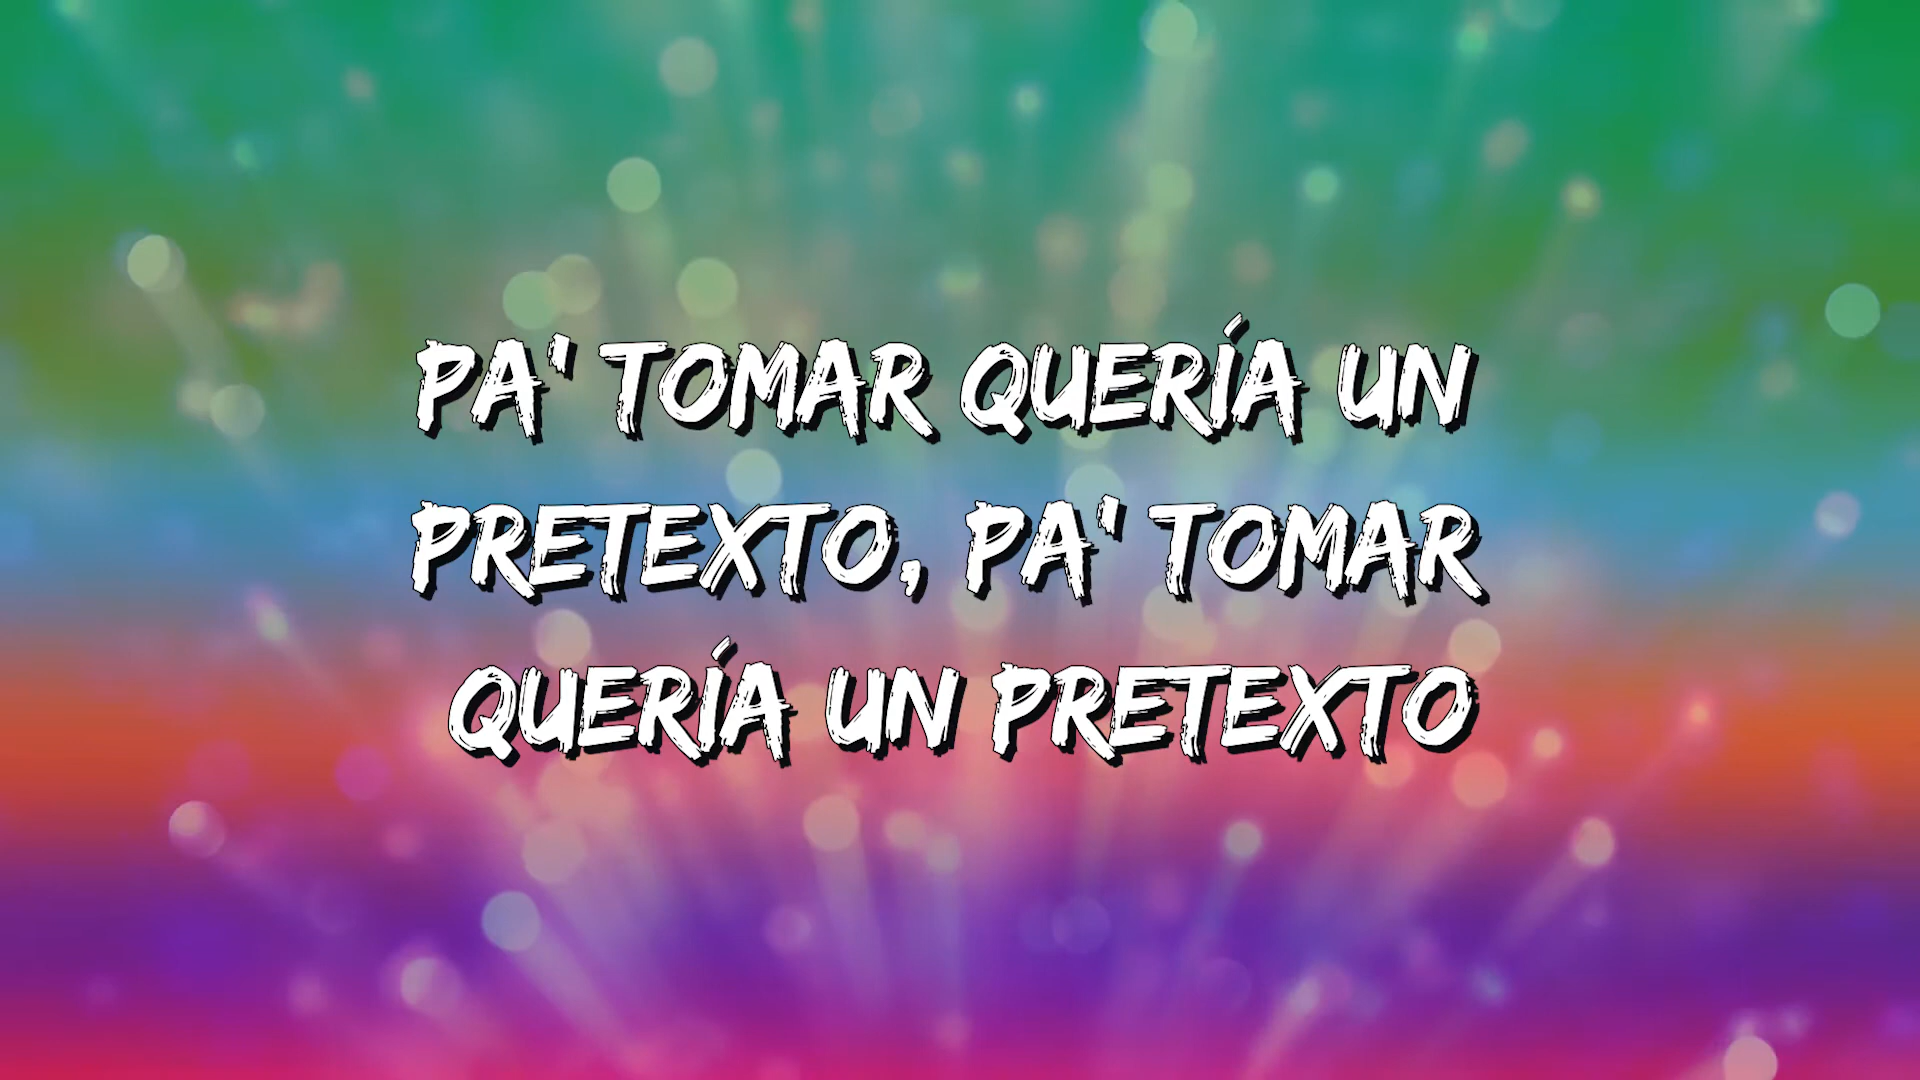 PA' TOMAR QUERÍA UN
PRETEXTO, PA' TOMAR
QUERÍA UN PRETEXTO